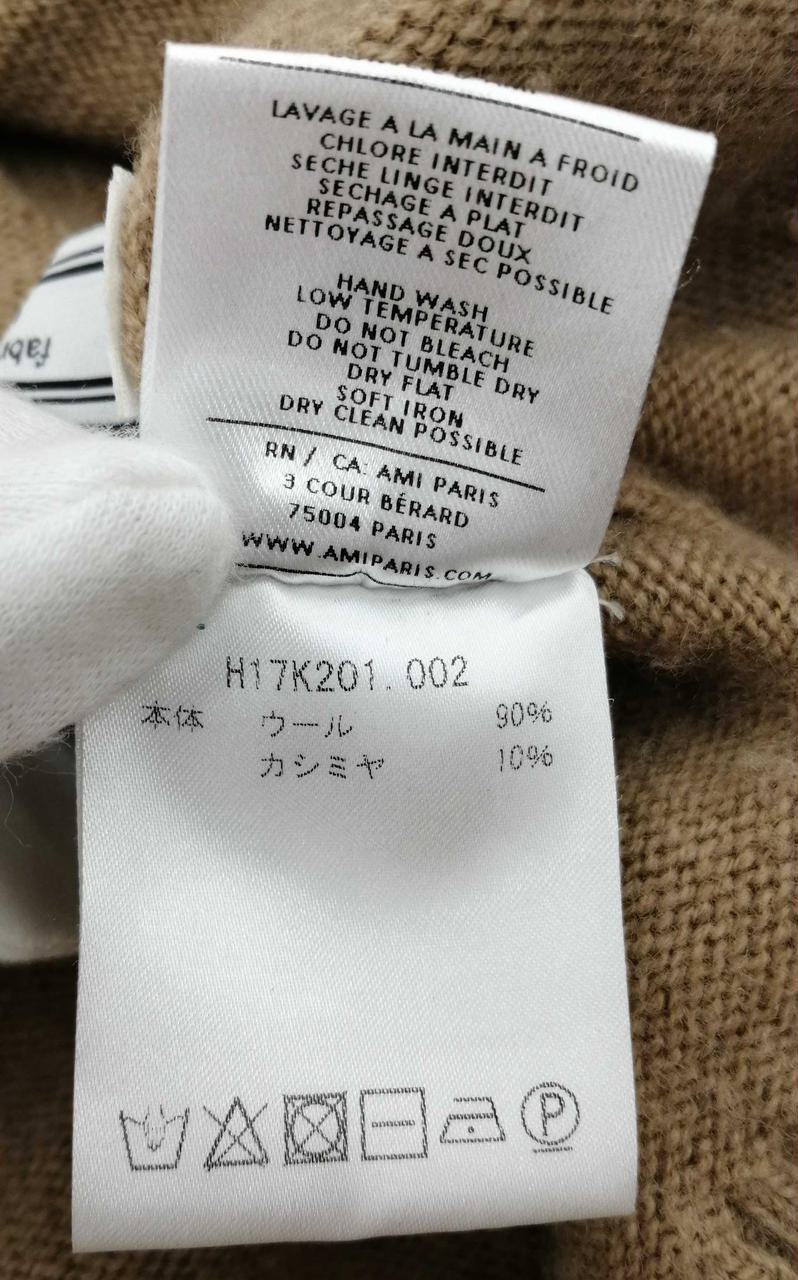 LAVAGE A LA MAIN A FROID
CHLORE INTERDIT
SECHE LINGE INTERDIT
SECHAGE A PLAT
REPASSAGE DOUX
NETTOYAGE A SEC POSSIBLE
HAND WASH
LOW TEMPERATURE
DO NOT BLEACH
DO NOT TUMBLE DRY
DRY FLAT
SOFT IRON
DRY CLEAN POSSIBLE
RN / CA: AMI PARIS
3 COUR BÉRARD
75004 PARIS
WWW.AMIPARIS.COM
fabri
H17K201.002
本体 ウール 90%
カシミヤ 10%
P